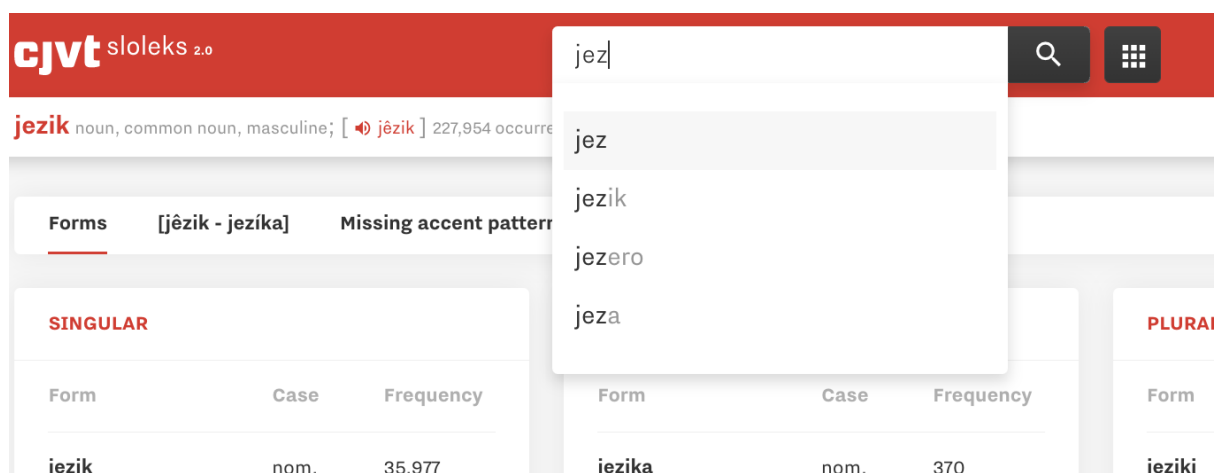 cjvt sloleks 2.0
jez
jezik noun, common noun, masculine; [ jêzik ] 227,954 occurre
jez
jezik
jezero
jeza
Forms [jêzik - jezíka] Missing accent pattern
SINGULAR
PLURAL
Form Case Frequency Form Case Frequency Form
jezik nom. 35,977 jezika nom. 370 jeziki